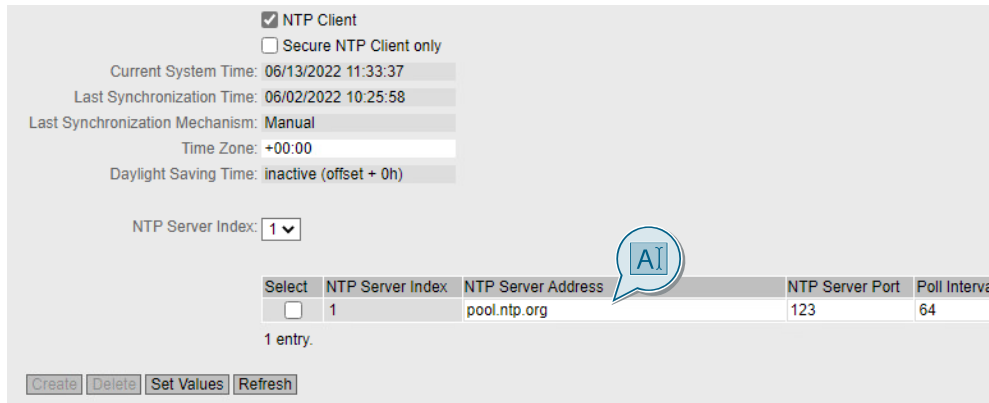 NTP Client
Secure NTP Client only
Current System Time: 06/13/2022 11:33:37
Last Synchronization Time: 06/02/2022 10:25:58
Last Synchronization Mechanism: Manual
Time Zone: +00:00
Daylight Saving Time: inactive (offset + 0h)
NTP Server Index: 1
A
Select NTP Server Index NTP Server Address NTP Server Port Poll Interva
1 pool.ntp.org 123 64
1 entry.
Create Delete Set Values Refresh